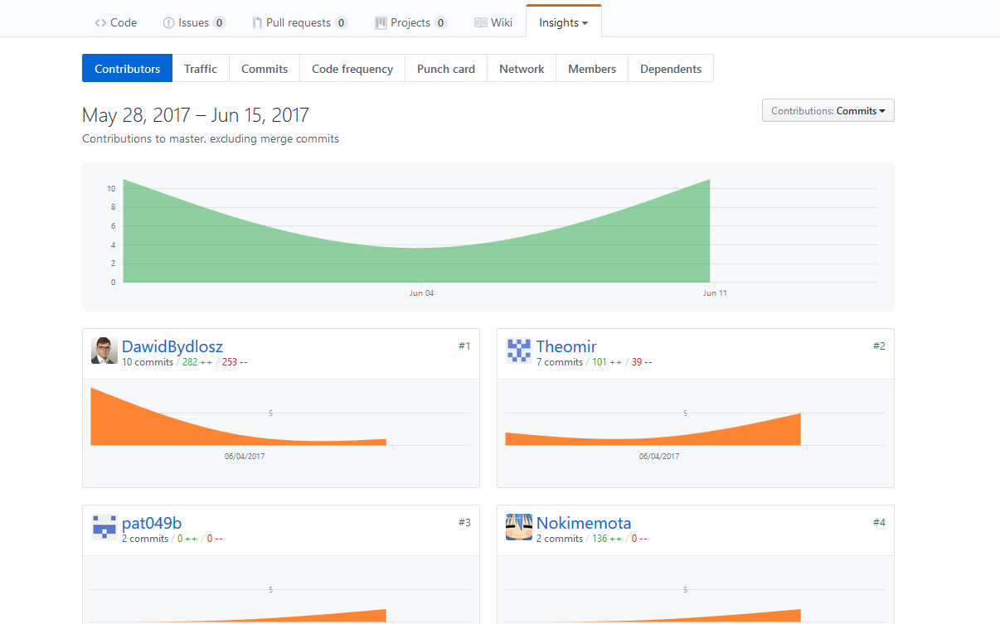 Code Issues 0 Pull requests 0 Projects 0 Wiki Insights
Contributors Traffic Commits Code frequency Punch card Network Members Dependents
May 28, 2017 – Jun 15, 2017
Contributions: Commits
Contributions to master, excluding merge commits
10
8
6
4
2
0
Jun 04 Jun 11
DawidBydlosz #1
10 commits / 282 ++ / 253 --
5
06/04/2017
Theomir #2
7 commits / 101 ++ / 39 --
5
06/04/2017
pat049b #3
2 commits / 0 ++ / 0 --
5
Nokimemota #4
2 commits / 136 ++ / 0 --
5